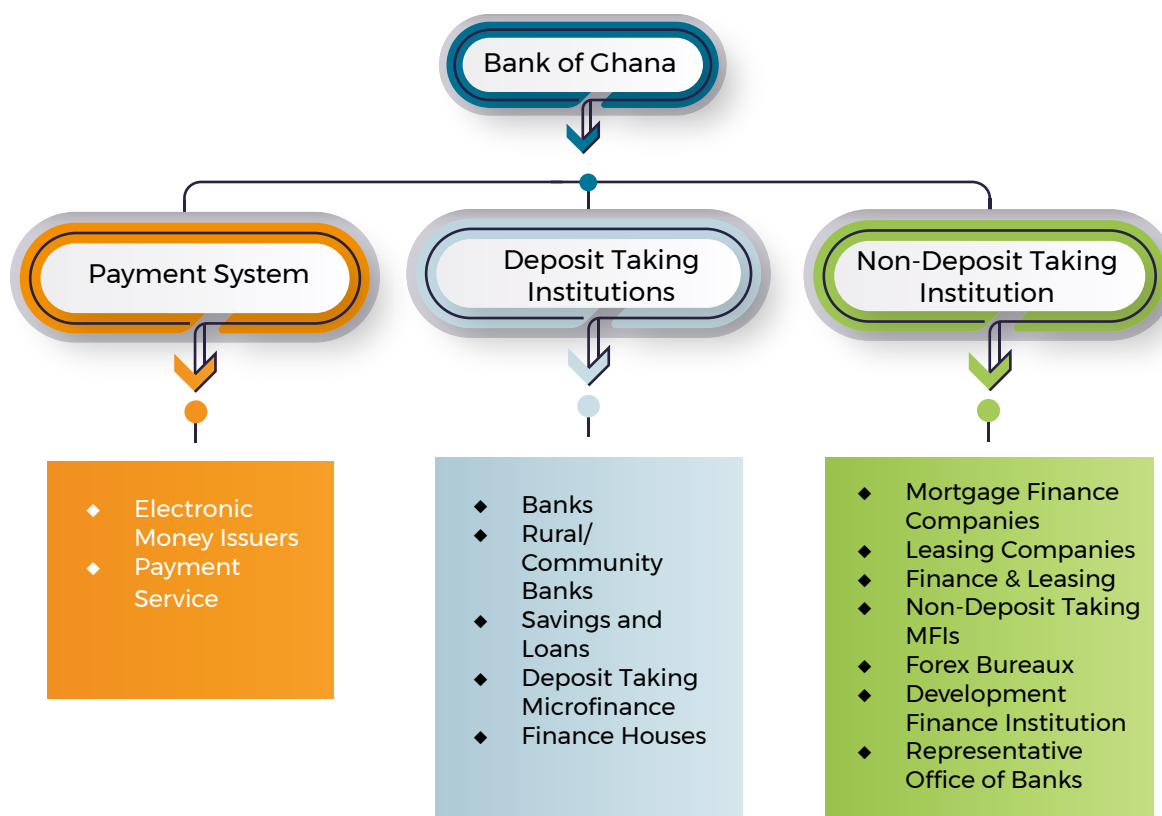 Bank of Ghana
Payment System
Deposit Taking
Institutions
Non-Deposit Taking
Institution
◆ Electronic
Money Issuers
◆ Payment
Service
◆ Banks
◆ Rural/
Community
Banks
◆ Savings and
Loans
◆ Deposit Taking
Microfinance
◆ Finance Houses
◆ Mortgage Finance
Companies
◆ Leasing Companies
◆ Finance & Leasing
◆ Non-Deposit Taking
MFIs
◆ Forex Bureaux
◆ Development
Finance Institution
◆ Representative
Office of Banks